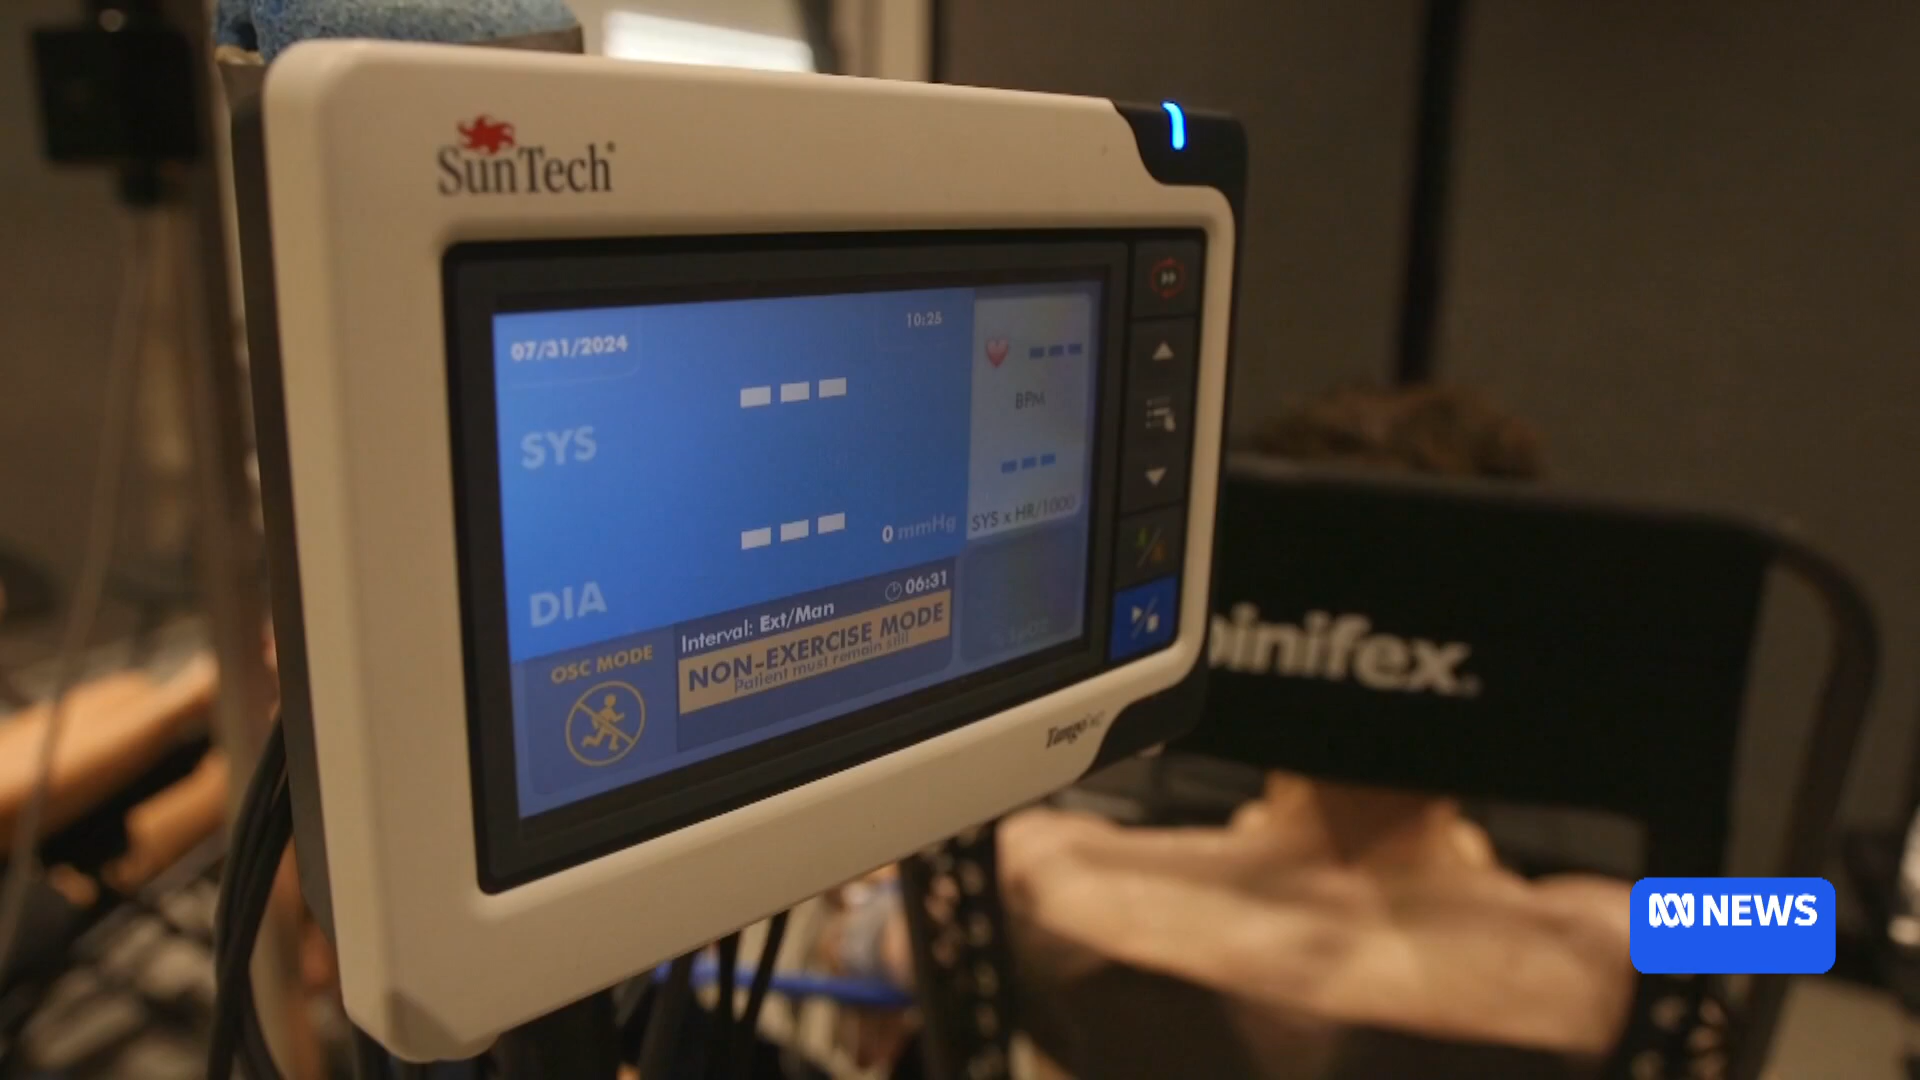 SunTech
07/31/2024
10:25
SYS
DIA
0 mmHg
BPM
SYS x HR/1000
Interval: Ext/Man
06:31
OSC MODE
NON-EXERCISE MODE
Patient must remain still
Tango
inifex
NEWS